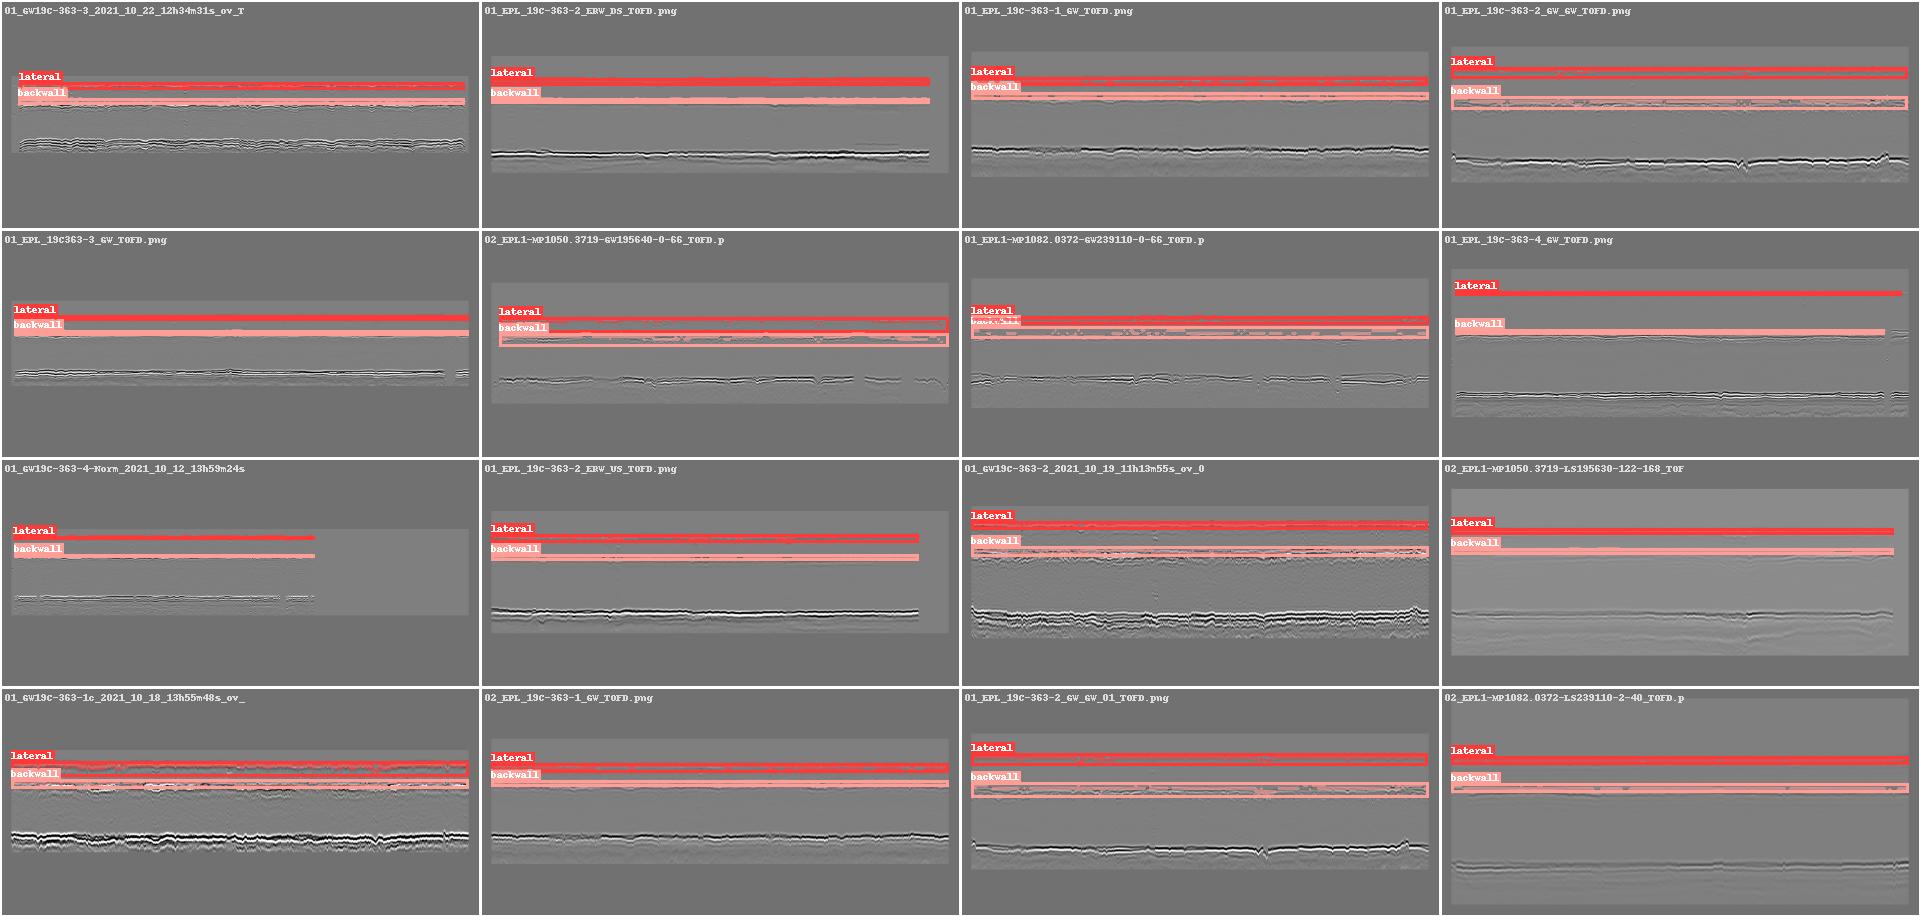 01_GW19C-363-3_2021_10_22_12h34m31s_ov_T
lateral
backwall
01_EPL_19C-363-2_ERW_DS_TOFD.png
lateral
backwall
01_EPL_19C-363-1_GW_TOFD.png
lateral
backwall
01_EPL_19C-363-2_GW_GW_TOFD.png
lateral
backwall
01_EPL_19C363-3_GW_TOFD.png
lateral
backwall
02_EPL1-MP1050.3719-GW195640-0-66_TOFD.p
lateral
backwall
01_EPL1-MP1082.0372-GW239110-0-66_TOFD.p
lateral
backwall
01_EPL_19C-363-4_GW_TOFD.png
lateral
backwall
01_GW19C-363-4-Norm_2021_10_12_13h59m24s
lateral
backwall
01_EPL_19C-363-2_ERW_US_TOFD.png
lateral
backwall
01_GW19C-363-2_2021_10_19_11h13m55s_ov_0
lateral
backwall
02_EPL1-MP1050.3719-LS195630-122-168_TOF
lateral
backwall
01_GW19C-363-1c_2021_10_18_13h55m48s_ov_
lateral
backwall
02_EPL_19C-363-1_GW_TOFD.png
lateral
backwall
01_EPL_19C-363-2_GW_GW_01_TOFD.png
lateral
backwall
02_EPL1-MP1082.0372-LS239110-2-40_TOFD.p
lateral
backwall